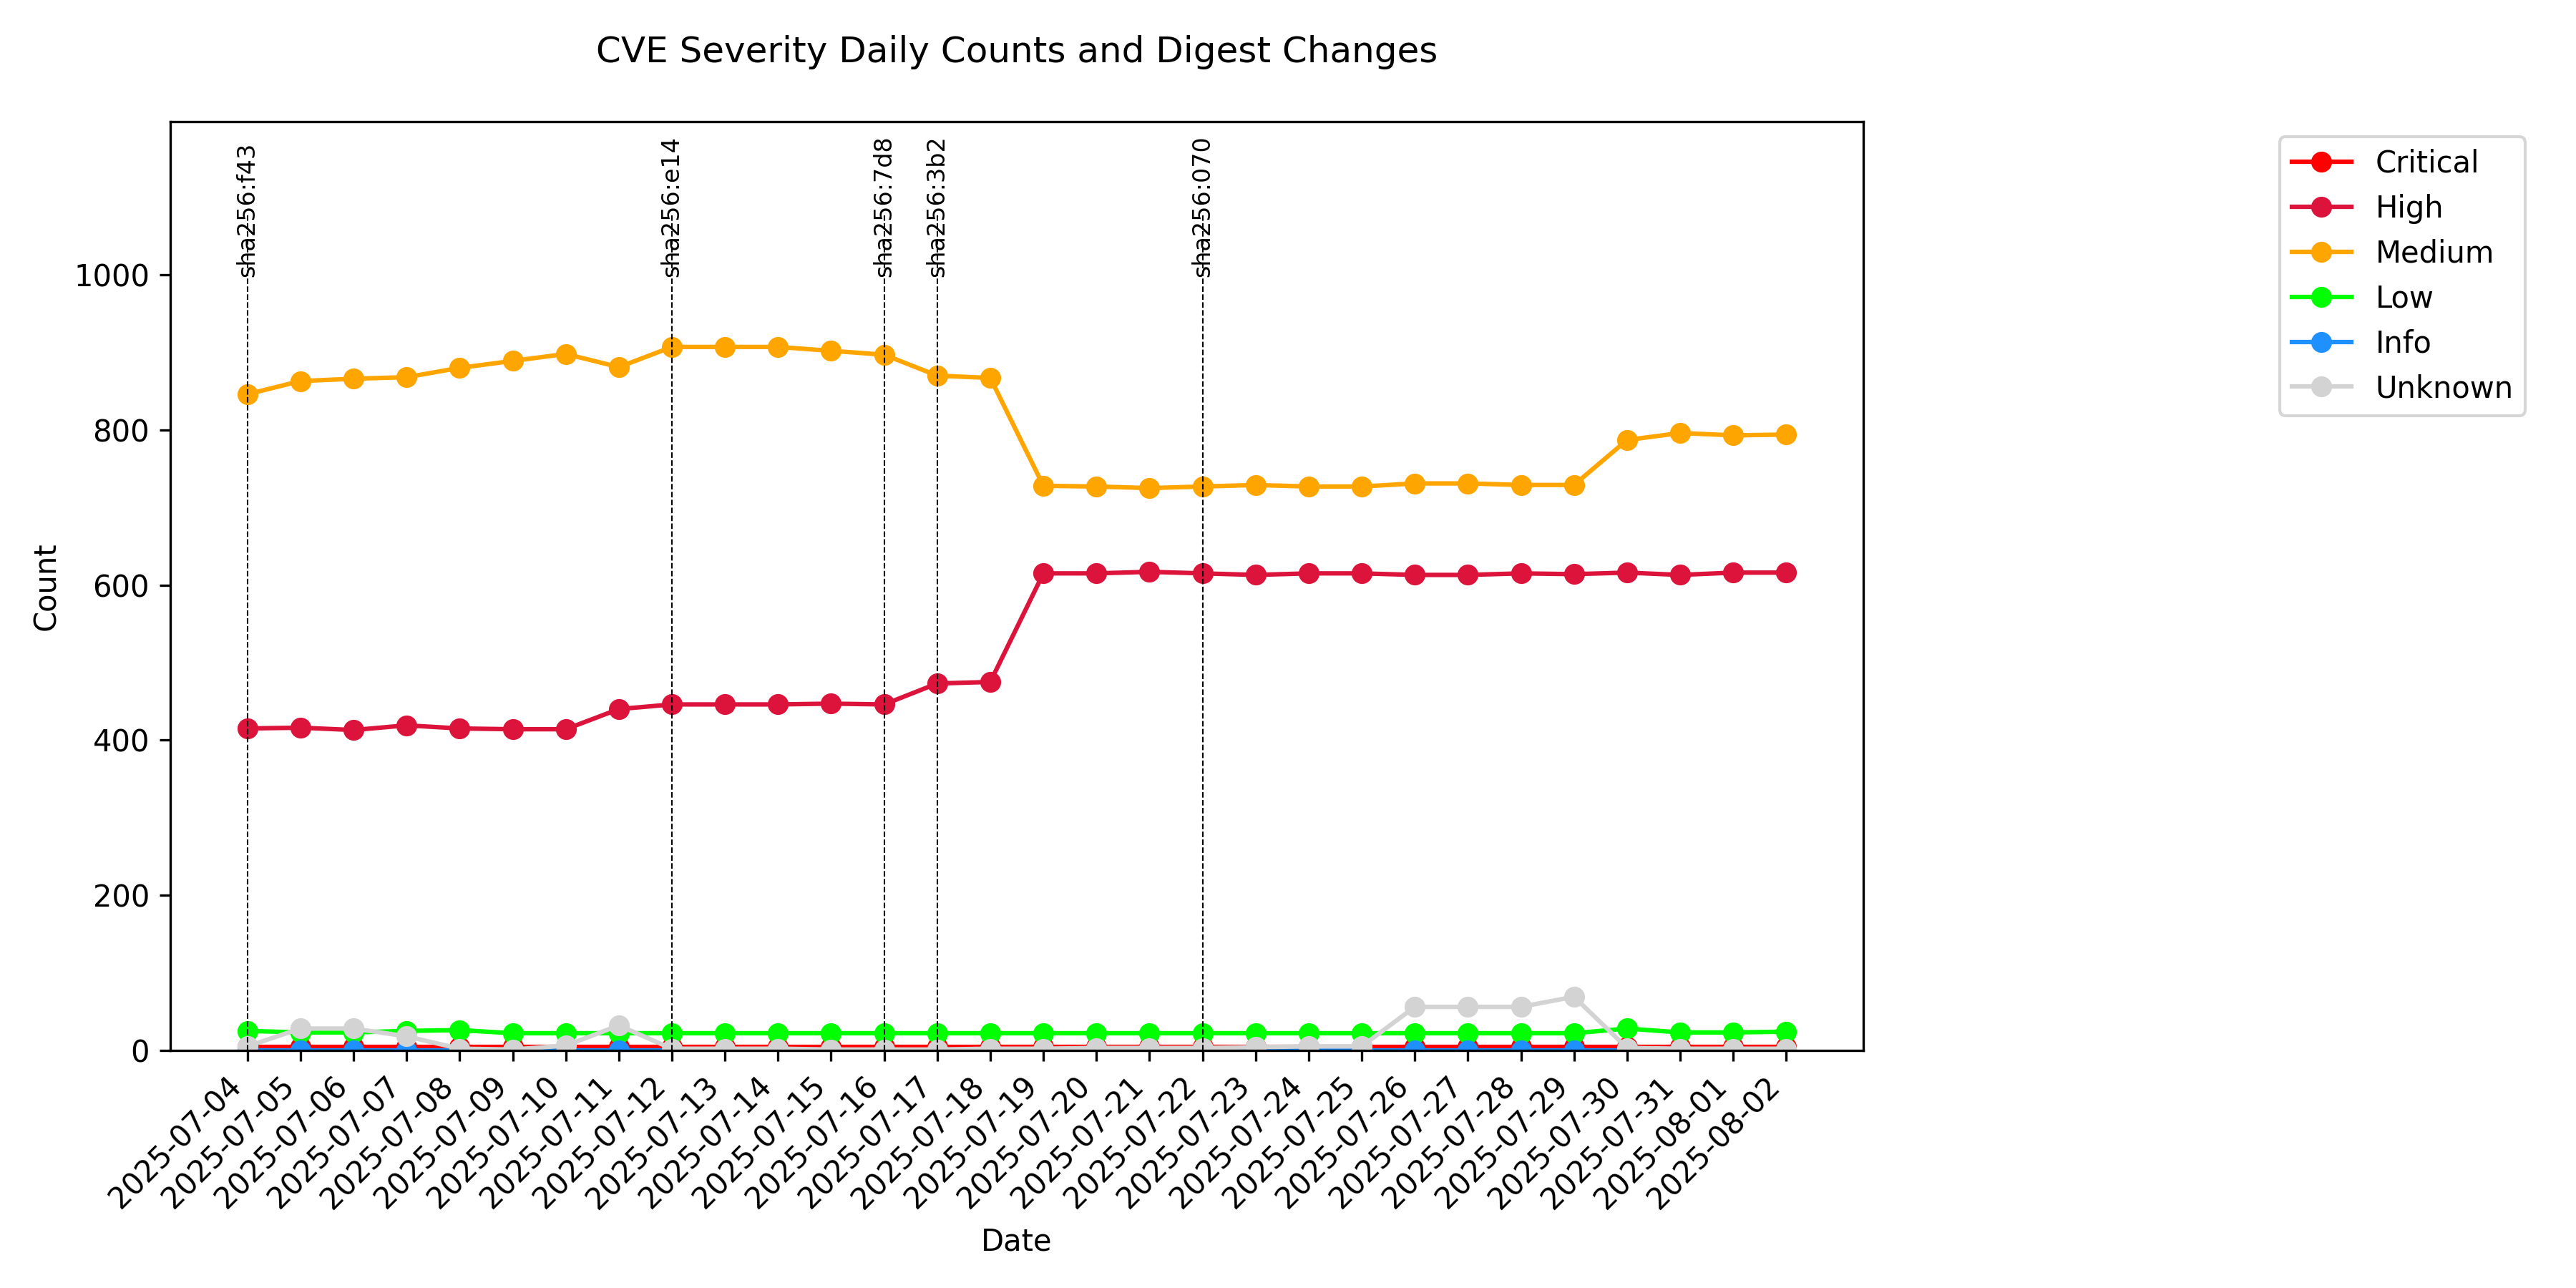 CVE Severity Daily Counts and Digest Changes
sha256:f43
sha256:e14
sha256:7d8
sha256:3b2
sha256:070
Critical
High
Medium
Low
Info
Unknown
Count
1000
800
600
400
200
0
2025-07-04
2025-07-05
2025-07-06
2025-07-07
2025-07-08
2025-07-09
2025-07-10
2025-07-11
2025-07-12
2025-07-13
2025-07-14
2025-07-15
2025-07-16
2025-07-17
2025-07-18
2025-07-19
2025-07-20
2025-07-21
2025-07-22
2025-07-23
2025-07-24
2025-07-25
2025-07-26
2025-07-27
2025-07-28
2025-07-29
2025-07-30
2025-07-31
2025-08-01
2025-08-02
Date